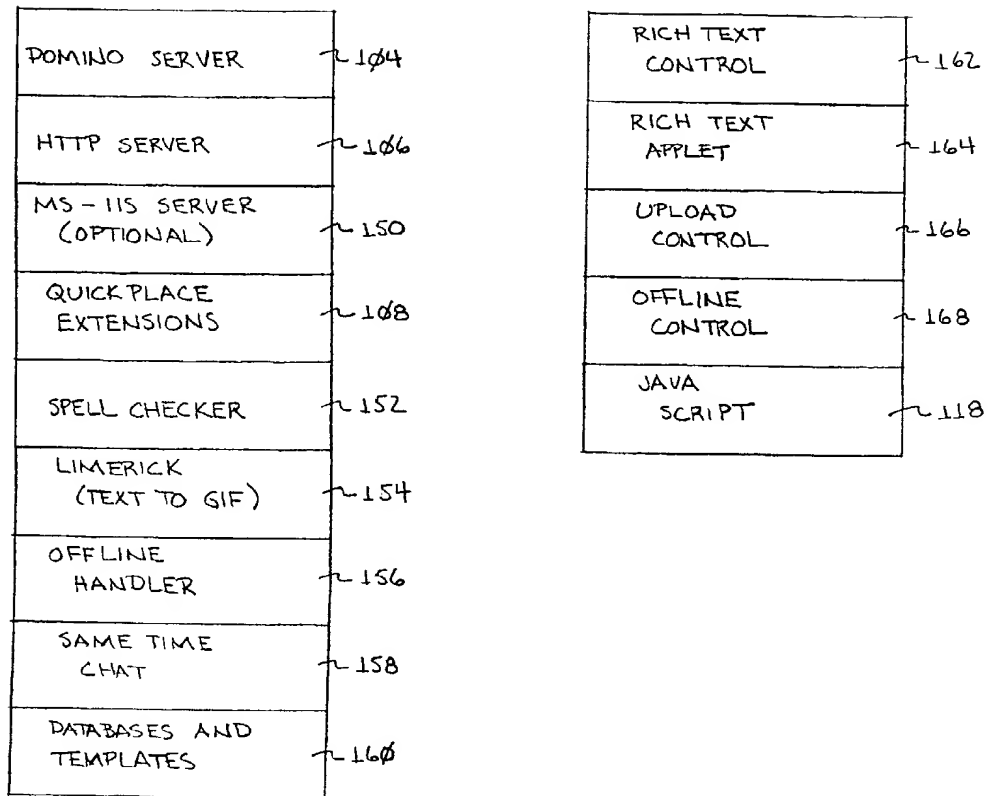 DOMINO SERVER
104
HTTP SERVER
106
MS-IIS SERVER
(OPTIONAL)
150
QUICKPLACE
EXTENSIONS
108
SPELL CHECKER
152
LIMERICK
(TEXT TO GIF)
154
OFFLINE
HANDLER
156
SAME TIME
CHAT
158
DATABASES AND
TEMPLATES
160
RICH TEXT
CONTROL
162
RICH TEXT
APPLET
164
UPLOAD
CONTROL
166
OFFLINE
CONTROL
168
JAVA
SCRIPT
118